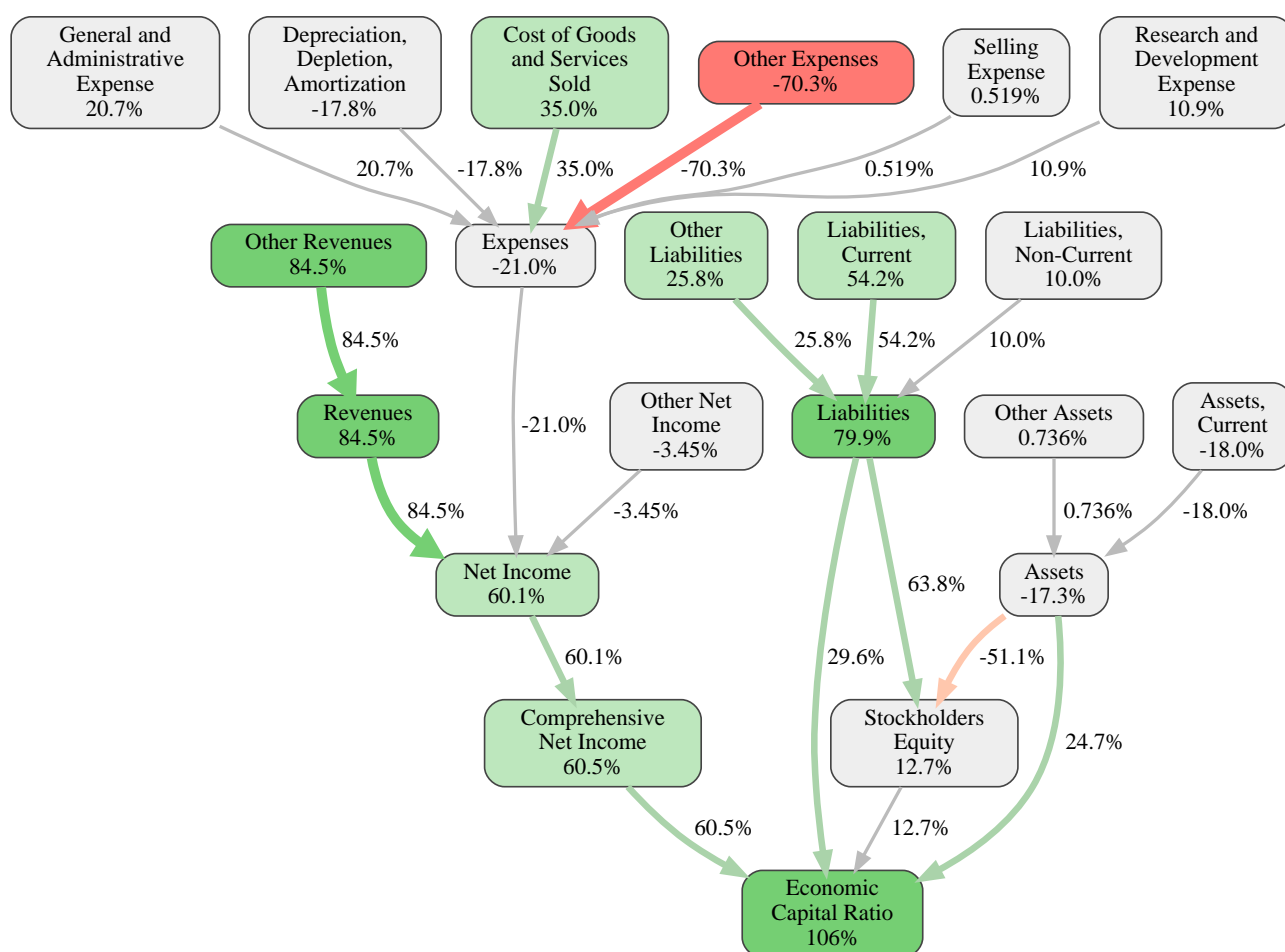 General and
Administrative
Expense
20.7%
Depreciation,
Depletion,
Amortization
-17.8%
Cost of Goods
and Services
Sold
35.0%
Other Expenses
-70.3%
Selling
Expense
0.519%
Research and
Development
Expense
10.9%
20.7%
-17.8%
35.0%
-70.3%
0.519%
10.9%
Other Revenues
84.5%
Expenses
-21.0%
Other
Liabilities
25.8%
Liabilities,
Current
54.2%
Liabilities,
Non-Current
10.0%
84.5%
25.8%
54.2%
10.0%
Revenues
84.5%
-21.0%
Other Net
Income
-3.45%
Liabilities
79.9%
Other Assets
0.736%
Assets,
Current
-18.0%
84.5%
-3.45%
0.736%
-18.0%
Net Income
60.1%
63.8%
Assets
-17.3%
60.1%
29.6%
-51.1%
Comprehensive
Net Income
60.5%
Stockholders
Equity
12.7%
24.7%
60.5%
12.7%
Economic
Capital Ratio
106%